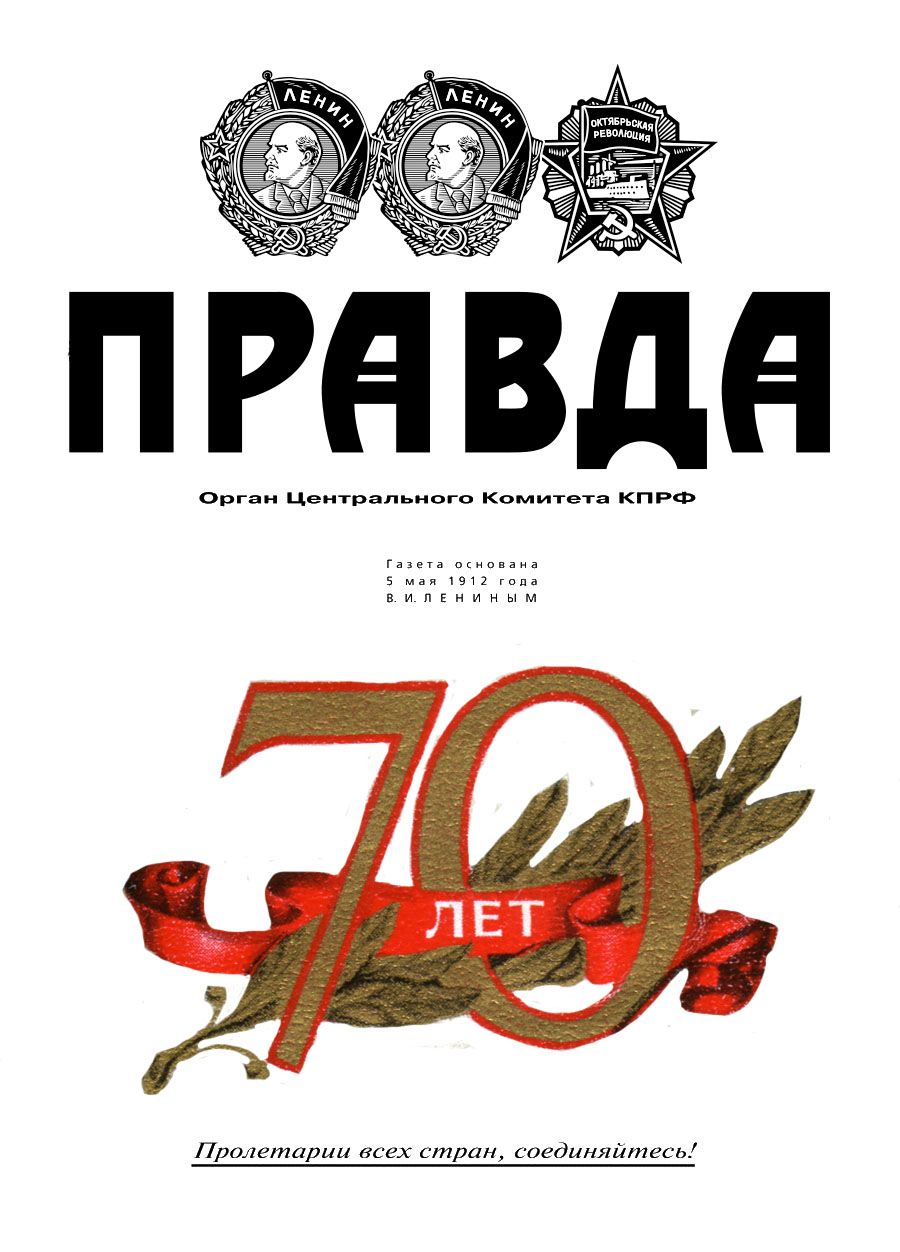 ЛЕНИН
ЛЕНИН
ОКТЯБРЬСКАЯ
РЕВОЛЮЦИЯ
ПРАВДА
Орган Центрального Комитета КПРФ
Газета основана
5 мая 1912 года
В. И. ЛЕНИНЫМ
70
ЛЕТ
Пролетарии всех стран, соединяйтесь!